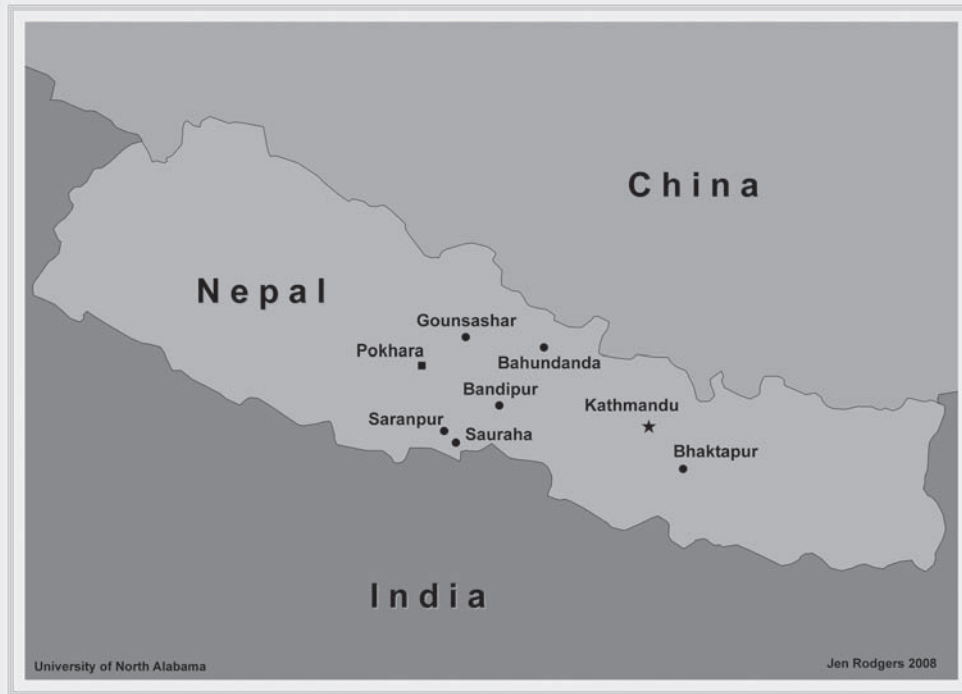 China
Nepal
Gounsashar
Pokhara
Bahundanda
Bandipur
Kathmandu
Saranpur
Sauraha
Bhaktapur
India
University of North Alabama
Jen Rodgers 2008